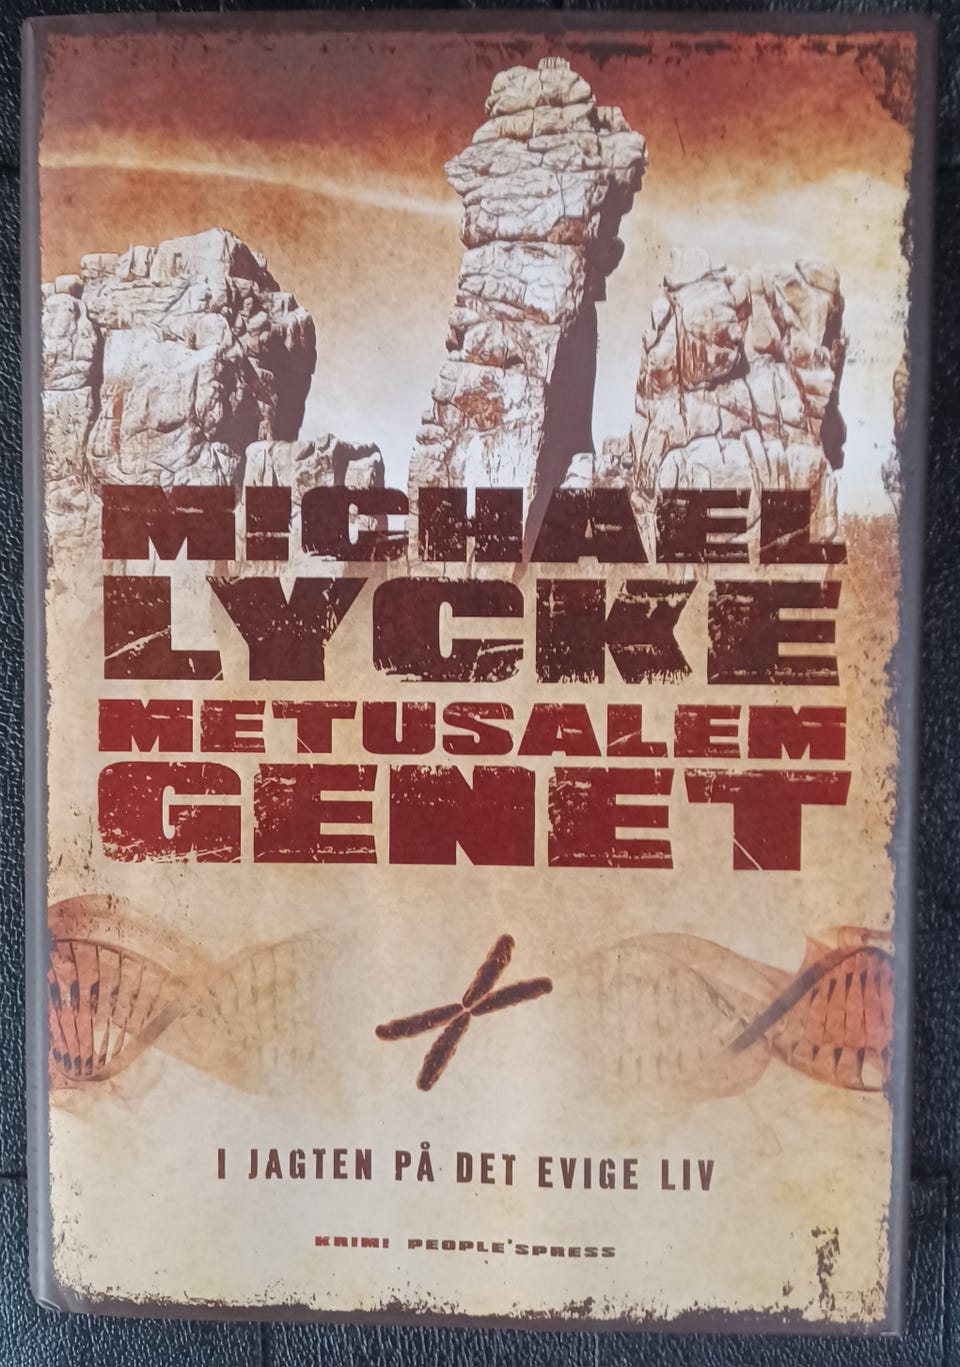 MICHAEL
LYCKE
METUSALEM
GENET
I JAGTEN PÅ DET EVIGE LIV
KRIMI PEOPLE'SPRESS